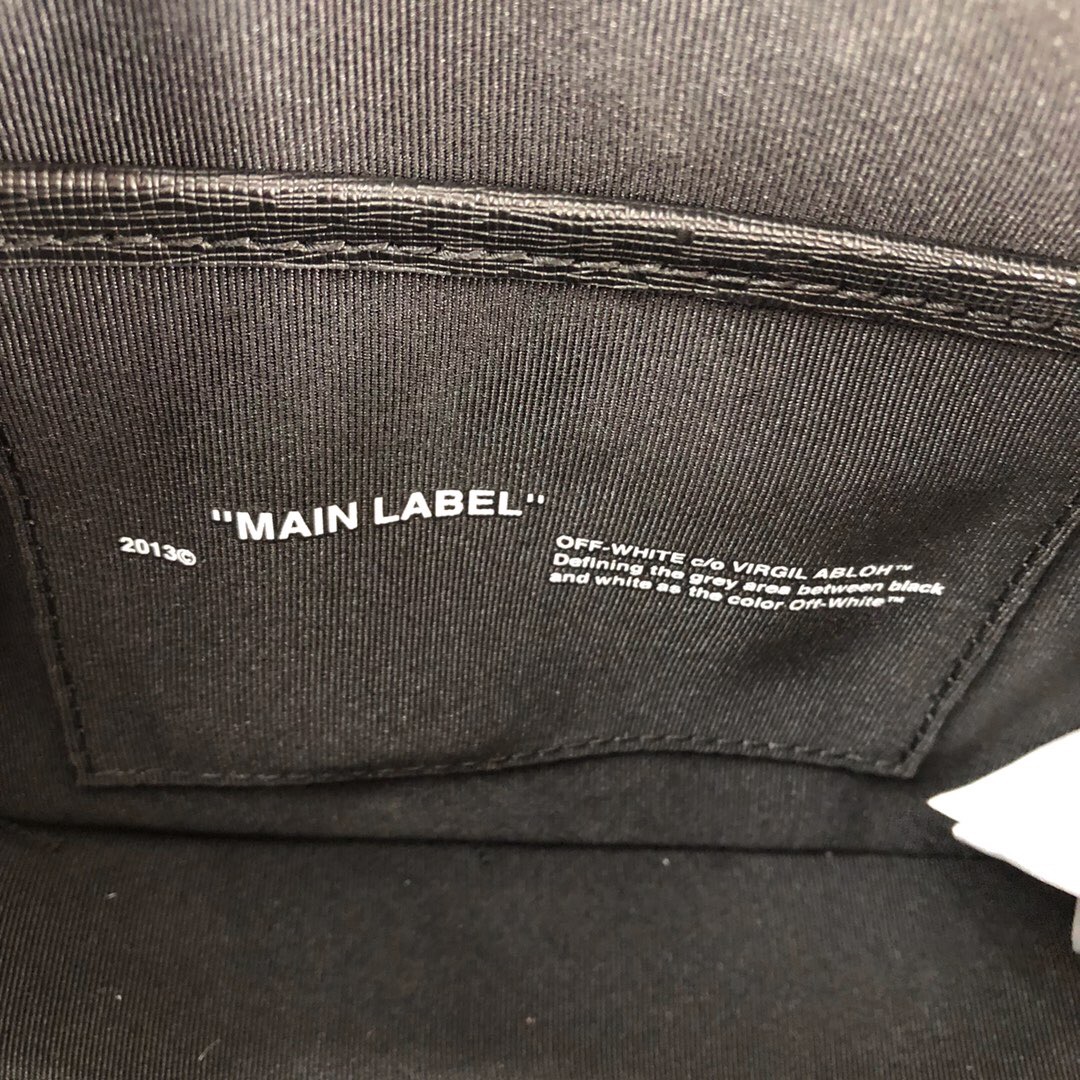 2013©
"MAIN LABEL"
OFF-WHITE c/o VIRGIL ABLOH™
Defining the grey area between black
and white as the color Off-White™